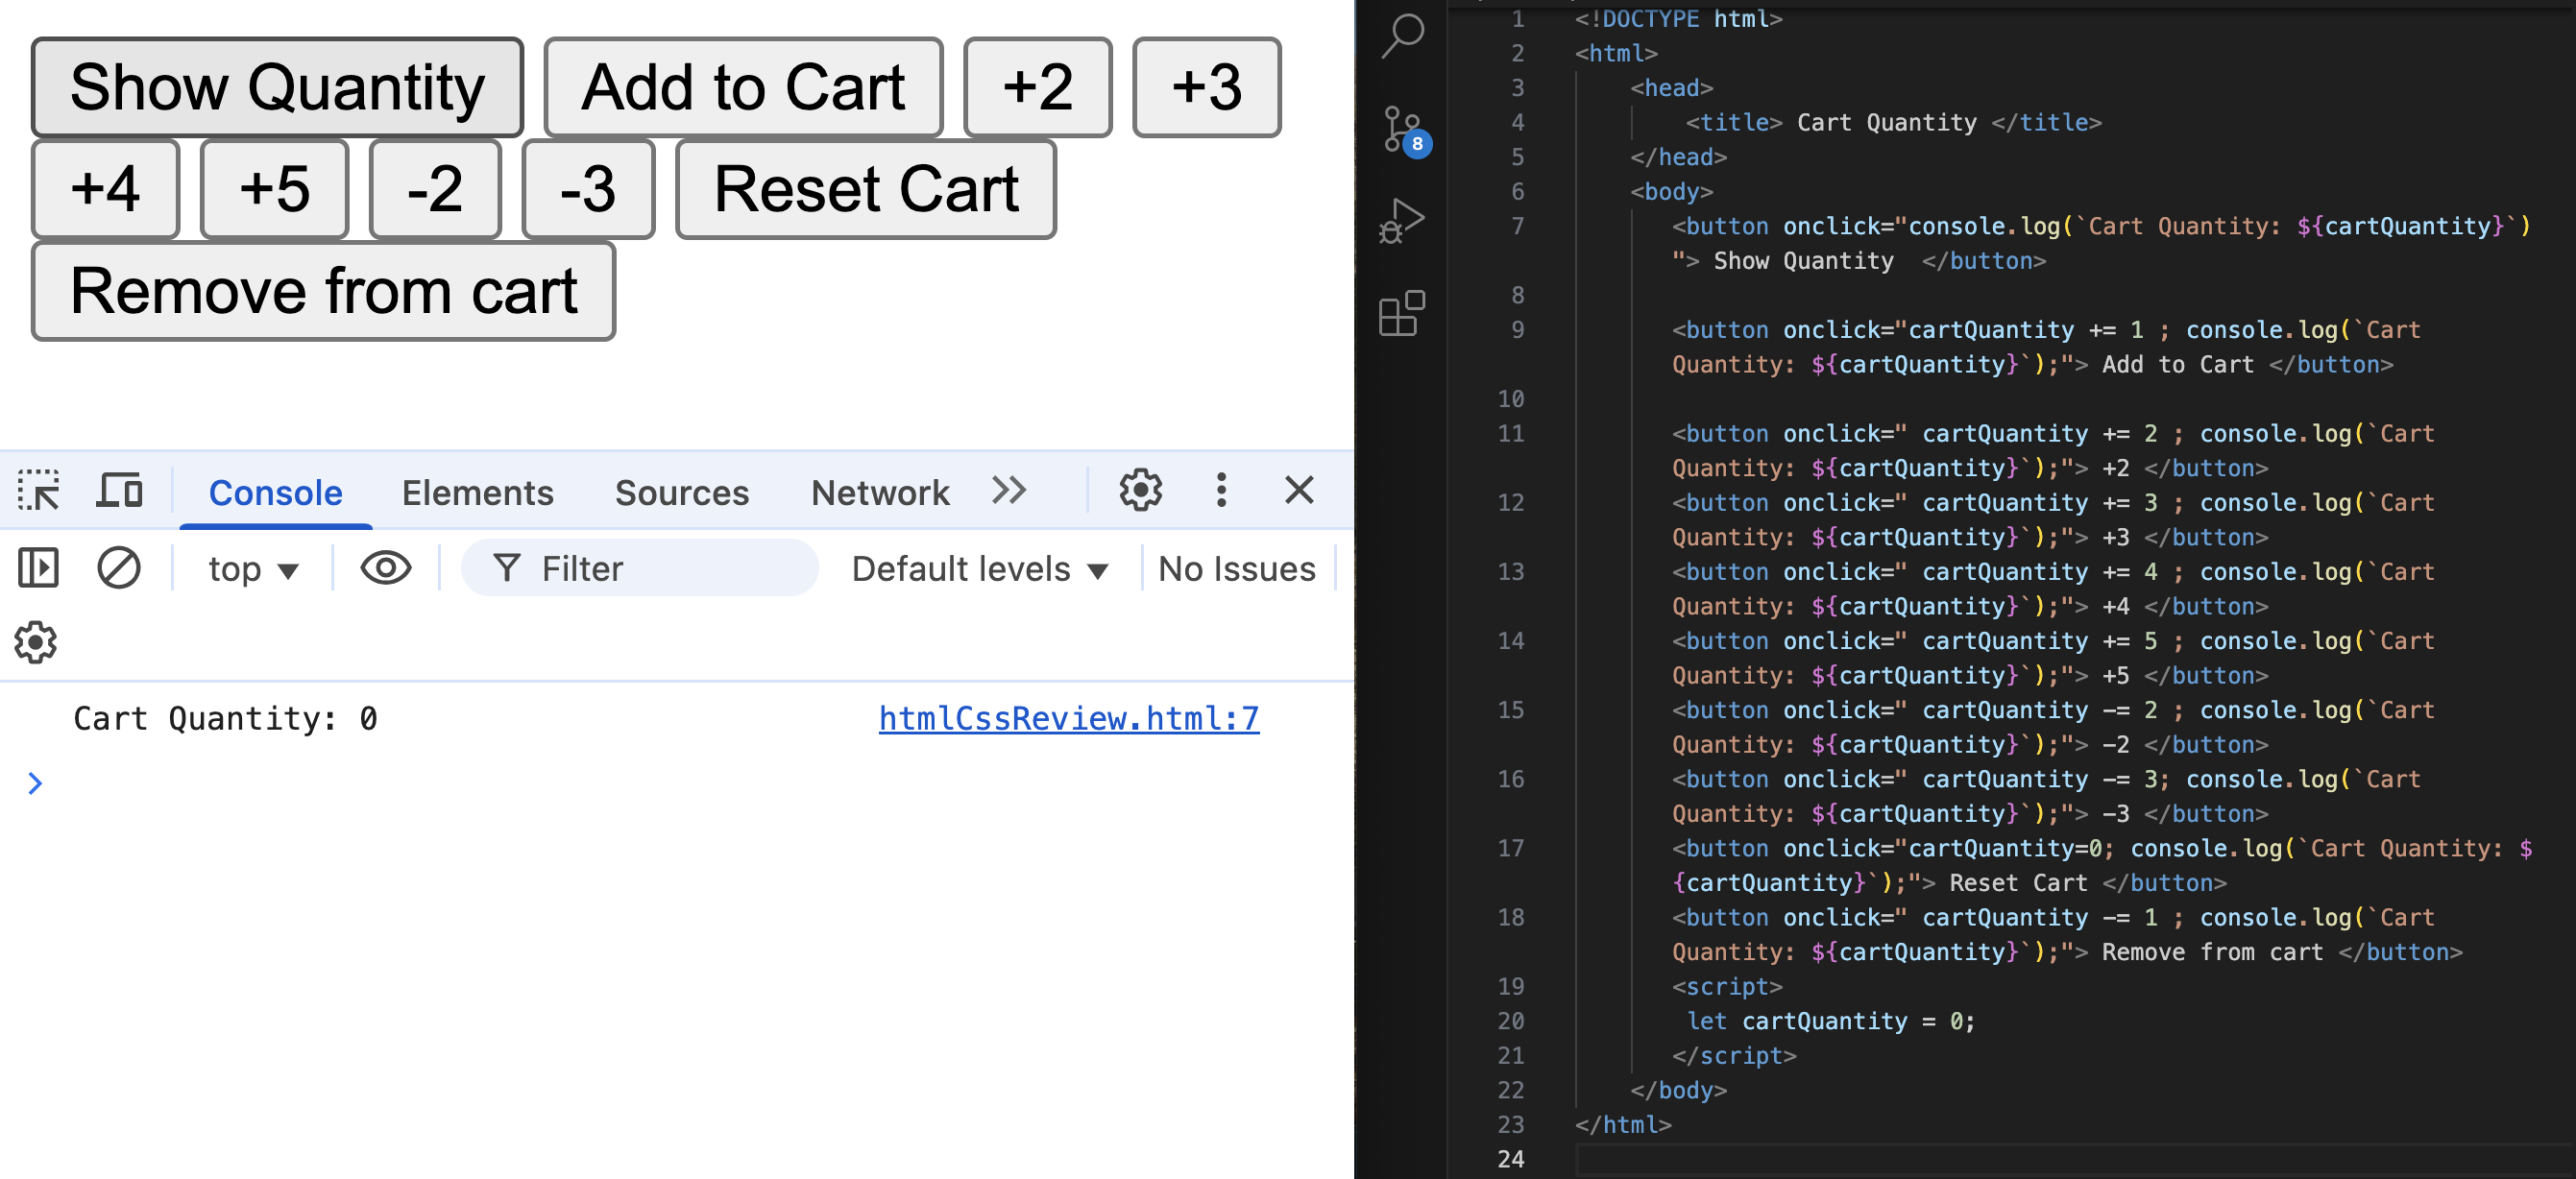 Show Quantity Add to Cart +2 +3
+4 +5 -2 -3 Reset Cart
Remove from cart
Console Elements Sources Network
top Filter Default levels No Issues
Cart Quantity: 0 htmlCssReview.html:7
8
1 <!DOCTYPE html>
2 <html>
3 <head>
4 <title> Cart Quantity </title>
5 </head>
6 <body>
7 <button onclick="console.log(`Cart Quantity: ${cartQuantity}`)
"> Show Quantity  </button>
8
9 <button onclick="cartQuantity += 1 ; console.log(`Cart
Quantity: ${cartQuantity}`);"> Add to Cart </button>
10
11 <button onclick=" cartQuantity += 2 ; console.log(`Cart
Quantity: ${cartQuantity}`);"> +2 </button>
12 <button onclick=" cartQuantity += 3 ; console.log(`Cart
Quantity: ${cartQuantity}`);"> +3 </button>
13 <button onclick=" cartQuantity += 4 ; console.log(`Cart
Quantity: ${cartQuantity}`);"> +4 </button>
14 <button onclick=" cartQuantity += 5 ; console.log(`Cart
Quantity: ${cartQuantity}`);"> +5 </button>
15 <button onclick=" cartQuantity -= 2 ; console.log(`Cart
Quantity: ${cartQuantity}`);"> -2 </button>
16 <button onclick=" cartQuantity -= 3; console.log(`Cart
Quantity: ${cartQuantity}`);"> -3 </button>
17 <button onclick="cartQuantity=0; console.log(`Cart Quantity: $
{cartQuantity}`);"> Reset Cart </button>
18 <button onclick=" cartQuantity -= 1 ; console.log(`Cart
Quantity: ${cartQuantity}`);"> Remove from cart </button>
19 <script>
20 let cartQuantity = 0;
21 </script>
22 </body>
23 </html>
24